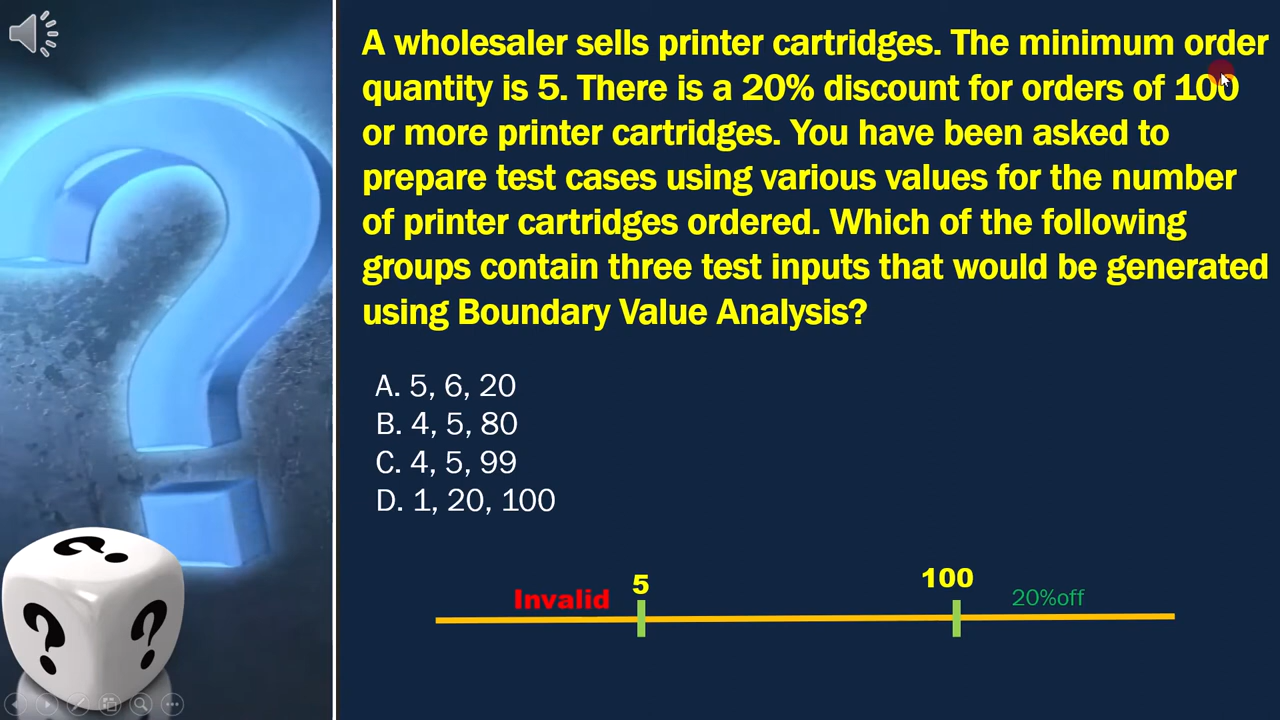 A wholesaler sells printer cartridges. The minimum order
quantity is 5. There is a 20% discount for orders of 100
or more printer cartridges. You have been asked to
prepare test cases using various values for the number
of printer cartridges ordered. Which of the following
groups contain three test inputs that would be generated
using Boundary Value Analysis?
A. 5, 6, 20
B. 4, 5, 80
C. 4, 5, 99
D. 1, 20, 100
Invalid 5 100 20%off
? ? ?